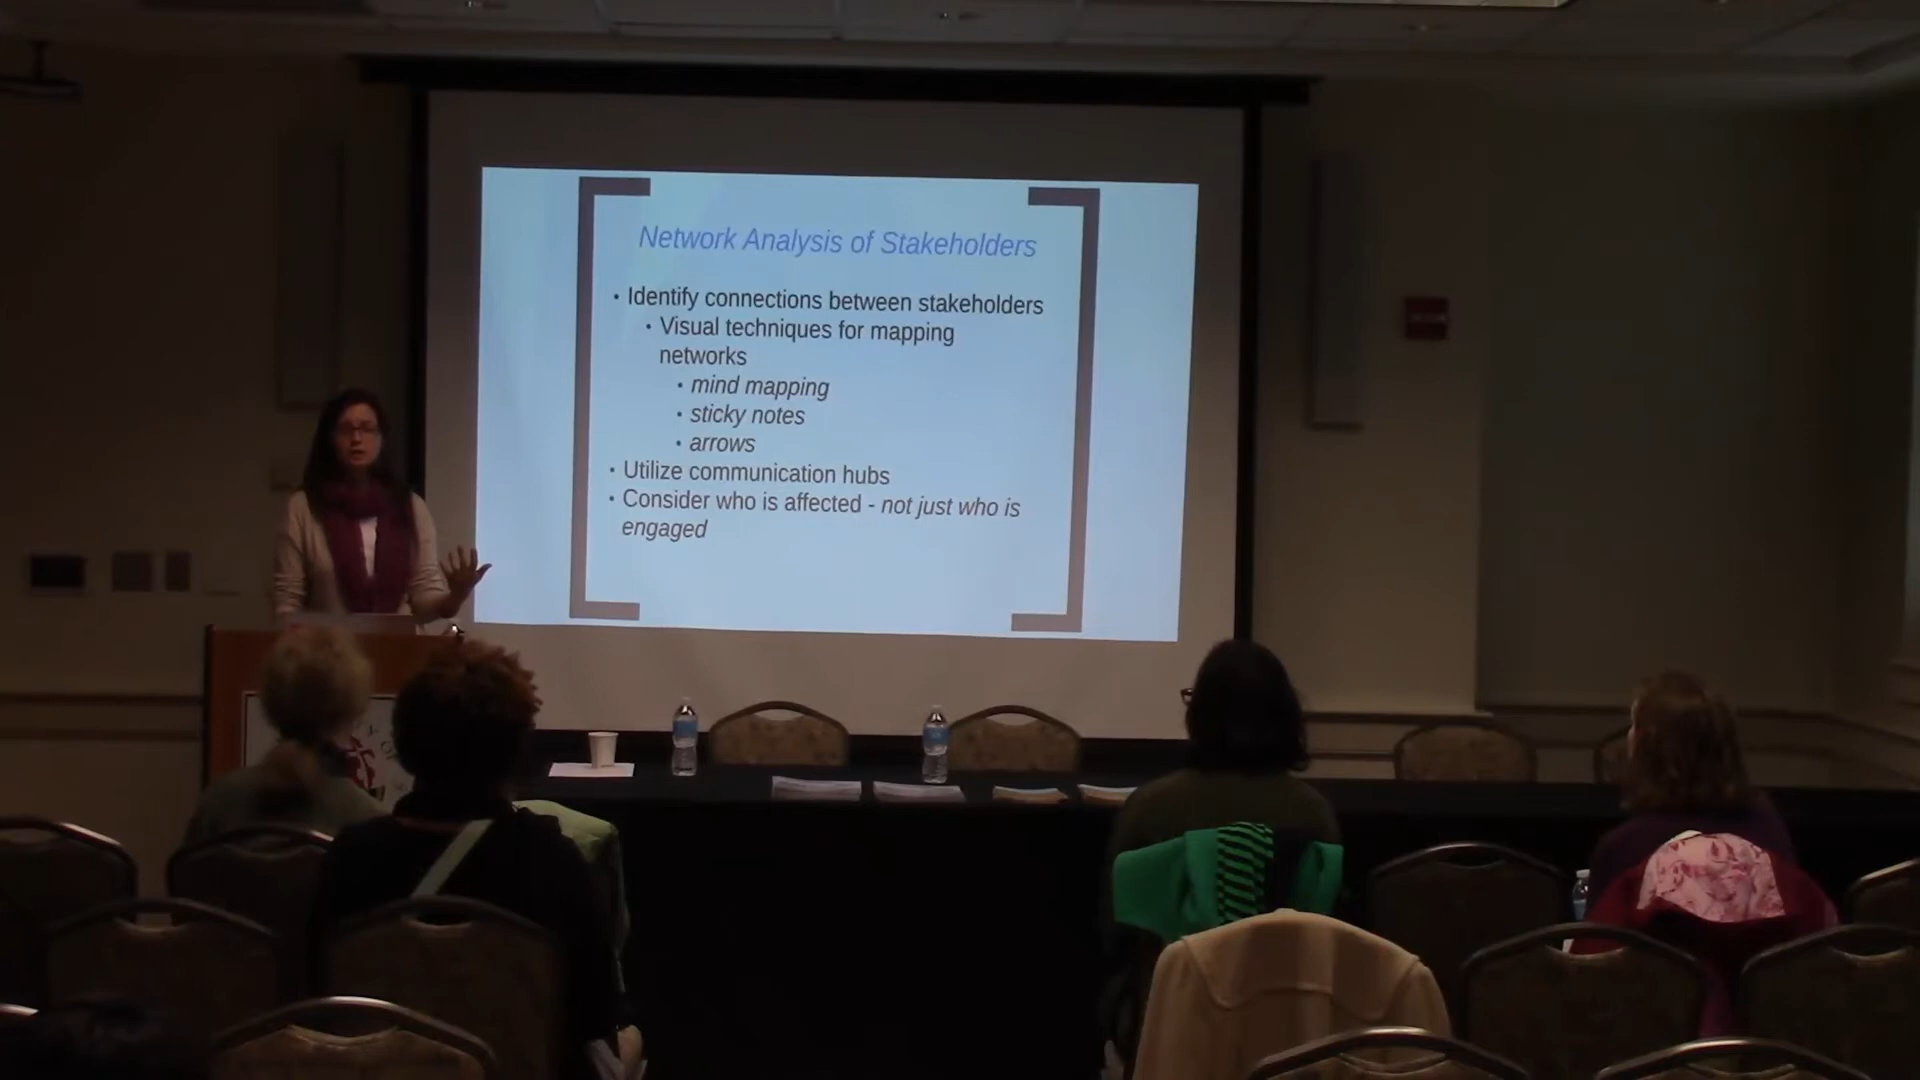 Network Analysis of Stakeholders
• Identify connections between stakeholders
• Visual techniques for mapping
networks
• mind mapping
• sticky notes
• arrows
• Utilize communication hubs
• Consider who is affected - not just who is
engaged